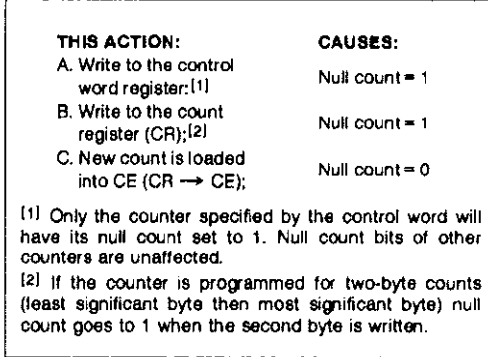 THIS ACTION: CAUSES:
A. Write to the control
word register:[1] Null count = 1
B. Write to the count
register (CR);[2] Null count = 1
C. New count is loaded
into CE (CR → CE); Null count = 0
[1] Only the counter specified by the control word will
have its null count set to 1. Null count bits of other
counters are unaffected.
[2] If the counter is programmed for two-byte counts
(least significant byte then most significant byte) null
count goes to 1 when the second byte is written.